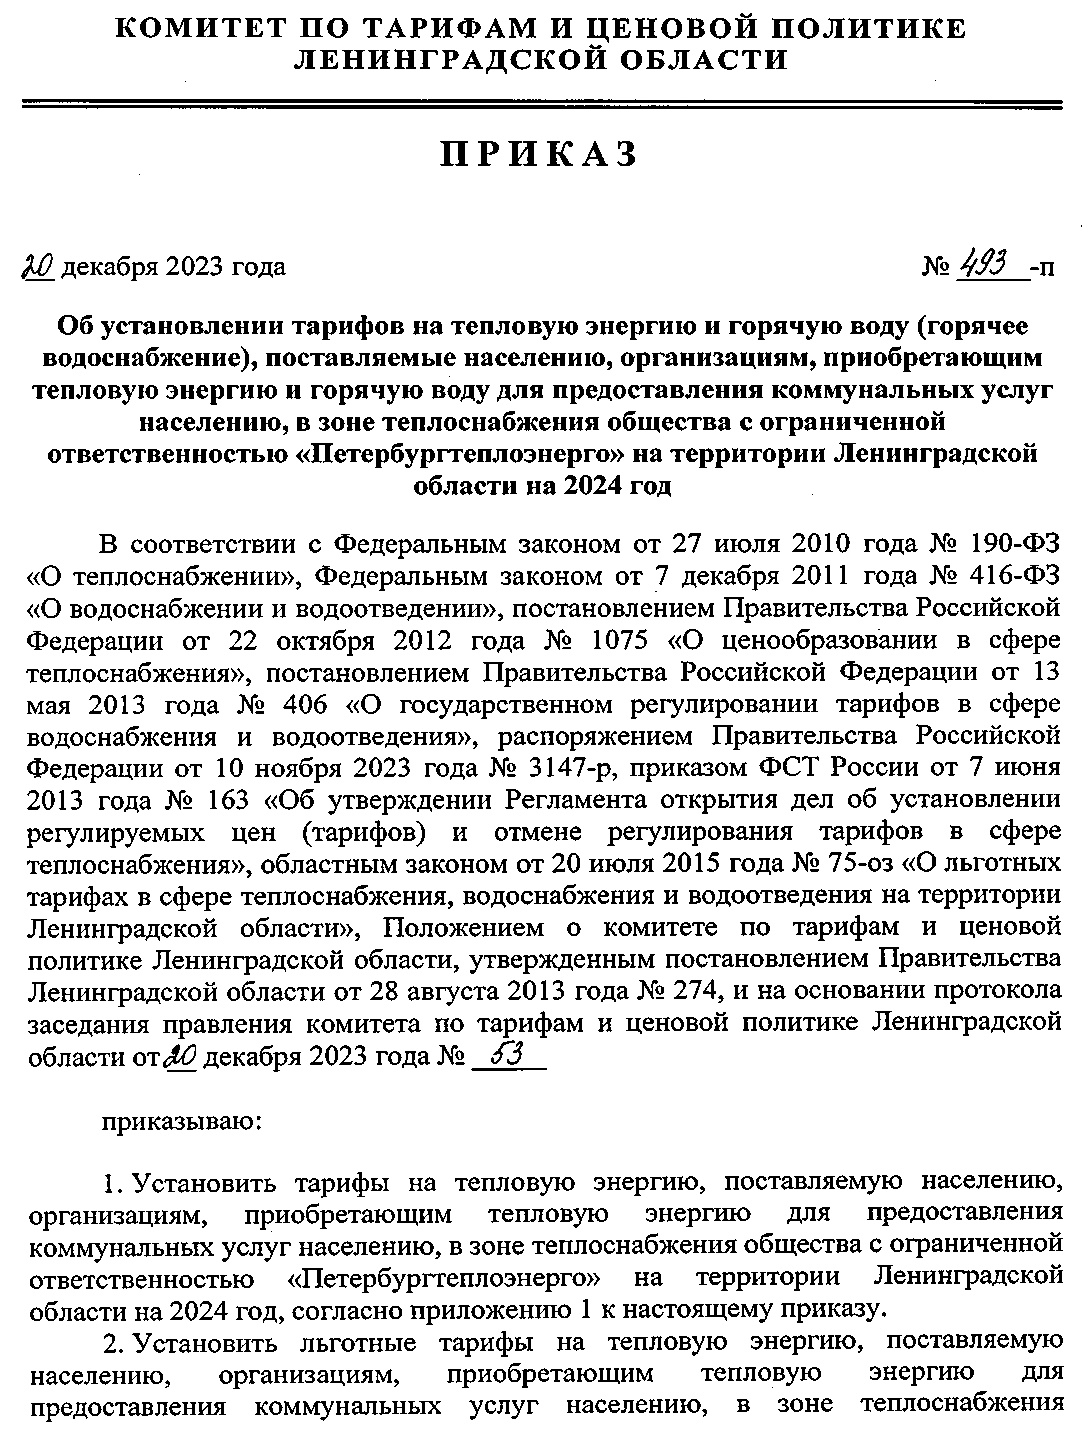 КОМИТЕТ ПО ТАРИФАМ И ЦЕНОВОЙ ПОЛИТИКЕ
ЛЕНИНГРАДСКОЙ ОБЛАСТИ
ПРИКАЗ
20 декабря 2023 года № 493-п
Об установлении тарифов на тепловую энергию и горячую воду (горячее
водоснабжение), поставляемые населению, организациям, приобретающим
тепловую энергию и горячую воду для предоставления коммунальных услуг
населению, в зоне теплоснабжения общества с ограниченной
ответственностью «Петербургтеплоэнерго» на территории Ленинградской
области на 2024 год
В соответствии с Федеральным законом от 27 июля 2010 года № 190-ФЗ
«О теплоснабжении», Федеральным законом от 7 декабря 2011 года № 416-ФЗ
«О водоснабжении и водоотведении», постановлением Правительства Российской
Федерации от 22 октября 2012 года № 1075 «О ценообразовании в сфере
теплоснабжения», постановлением Правительства Российской Федерации от 13
мая 2013 года № 406 «О государственном регулировании тарифов в сфере
водоснабжения и водоотведения», распоряжением Правительства Российской
Федерации от 10 ноября 2023 года № 3147-р, приказом ФСТ России от 7 июня
2013 года № 163 «Об утверждении Регламента открытия дел об установлении
регулируемых цен (тарифов) и отмене регулирования тарифов в сфере
теплоснабжения», областным законом от 20 июля 2015 года № 75-оз «О льготных
тарифах в сфере теплоснабжения, водоснабжения и водоотведения на территории
Ленинградской области», Положением о комитете по тарифам и ценовой
политике Ленинградской области, утвержденным постановлением Правительства
Ленинградской области от 28 августа 2013 года № 274, и на основании протокола
заседания правления комитета по тарифам и ценовой политике Ленинградской
области от 20 декабря 2023 года № 53
приказываю:
1. Установить тарифы на тепловую энергию, поставляемую населению,
организациям, приобретающим тепловую энергию для предоставления
коммунальных услуг населению, в зоне теплоснабжения общества с ограниченной
ответственностью «Петербургтеплоэнерго» на территории Ленинградской
области на 2024 год, согласно приложению 1 к настоящему приказу.
2. Установить льготные тарифы на тепловую энергию, поставляемую
населению, организациям, приобретающим тепловую энергию для
предоставления коммунальных услуг населению, в зоне теплоснабжения